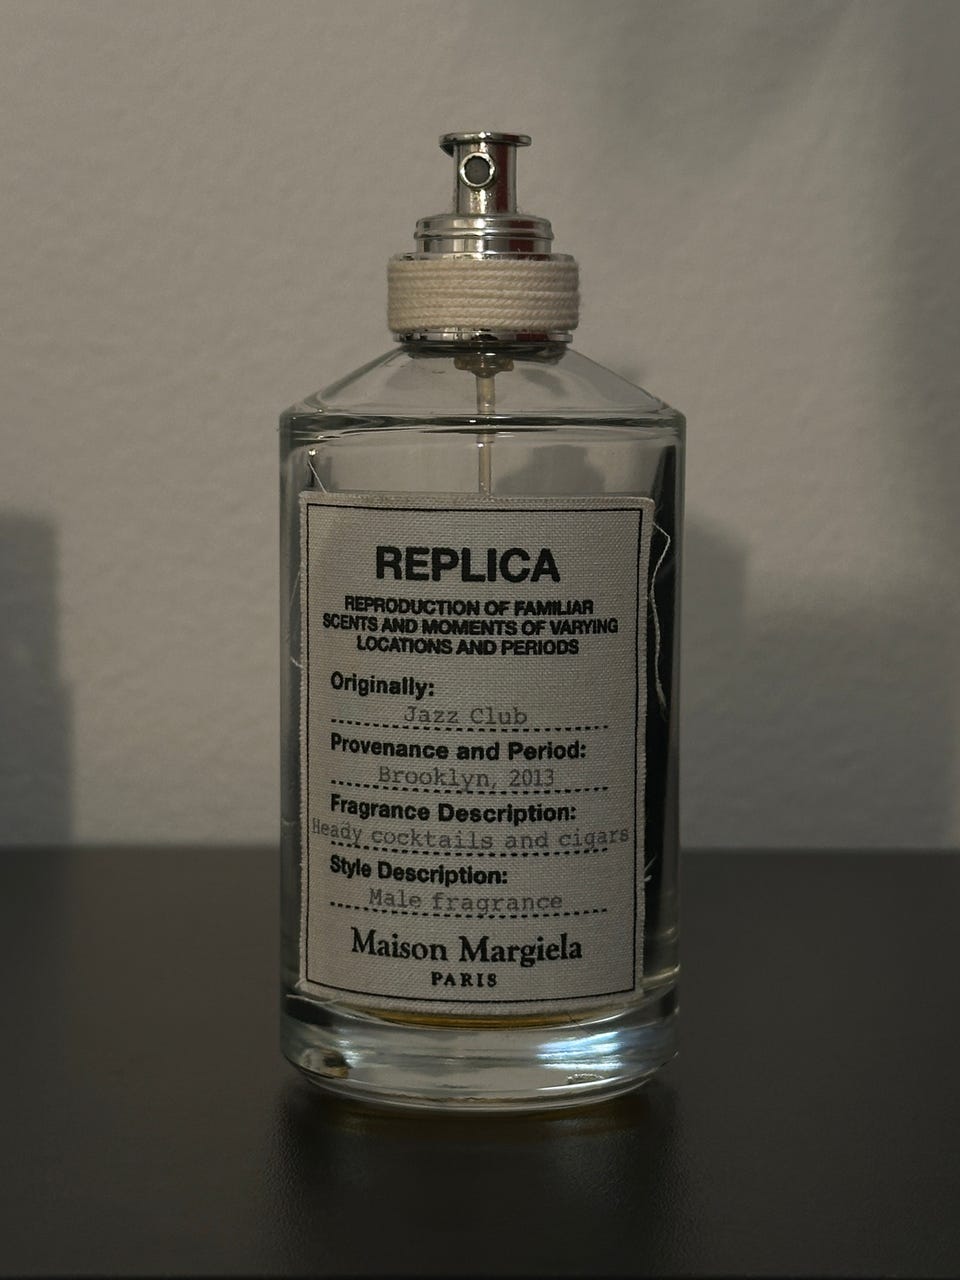 REPLICA
REPRODUCTION OF FAMILIAR
SCENTS AND MOMENTS OF VARYING
LOCATIONS AND PERIODS
Originally:
Jazz Club
Provenance and Period:
Brooklyn, 2013
Fragrance Description:
Heady cocktails and cigars
Style Description:
Male fragrance
Maison Margiela
PARIS